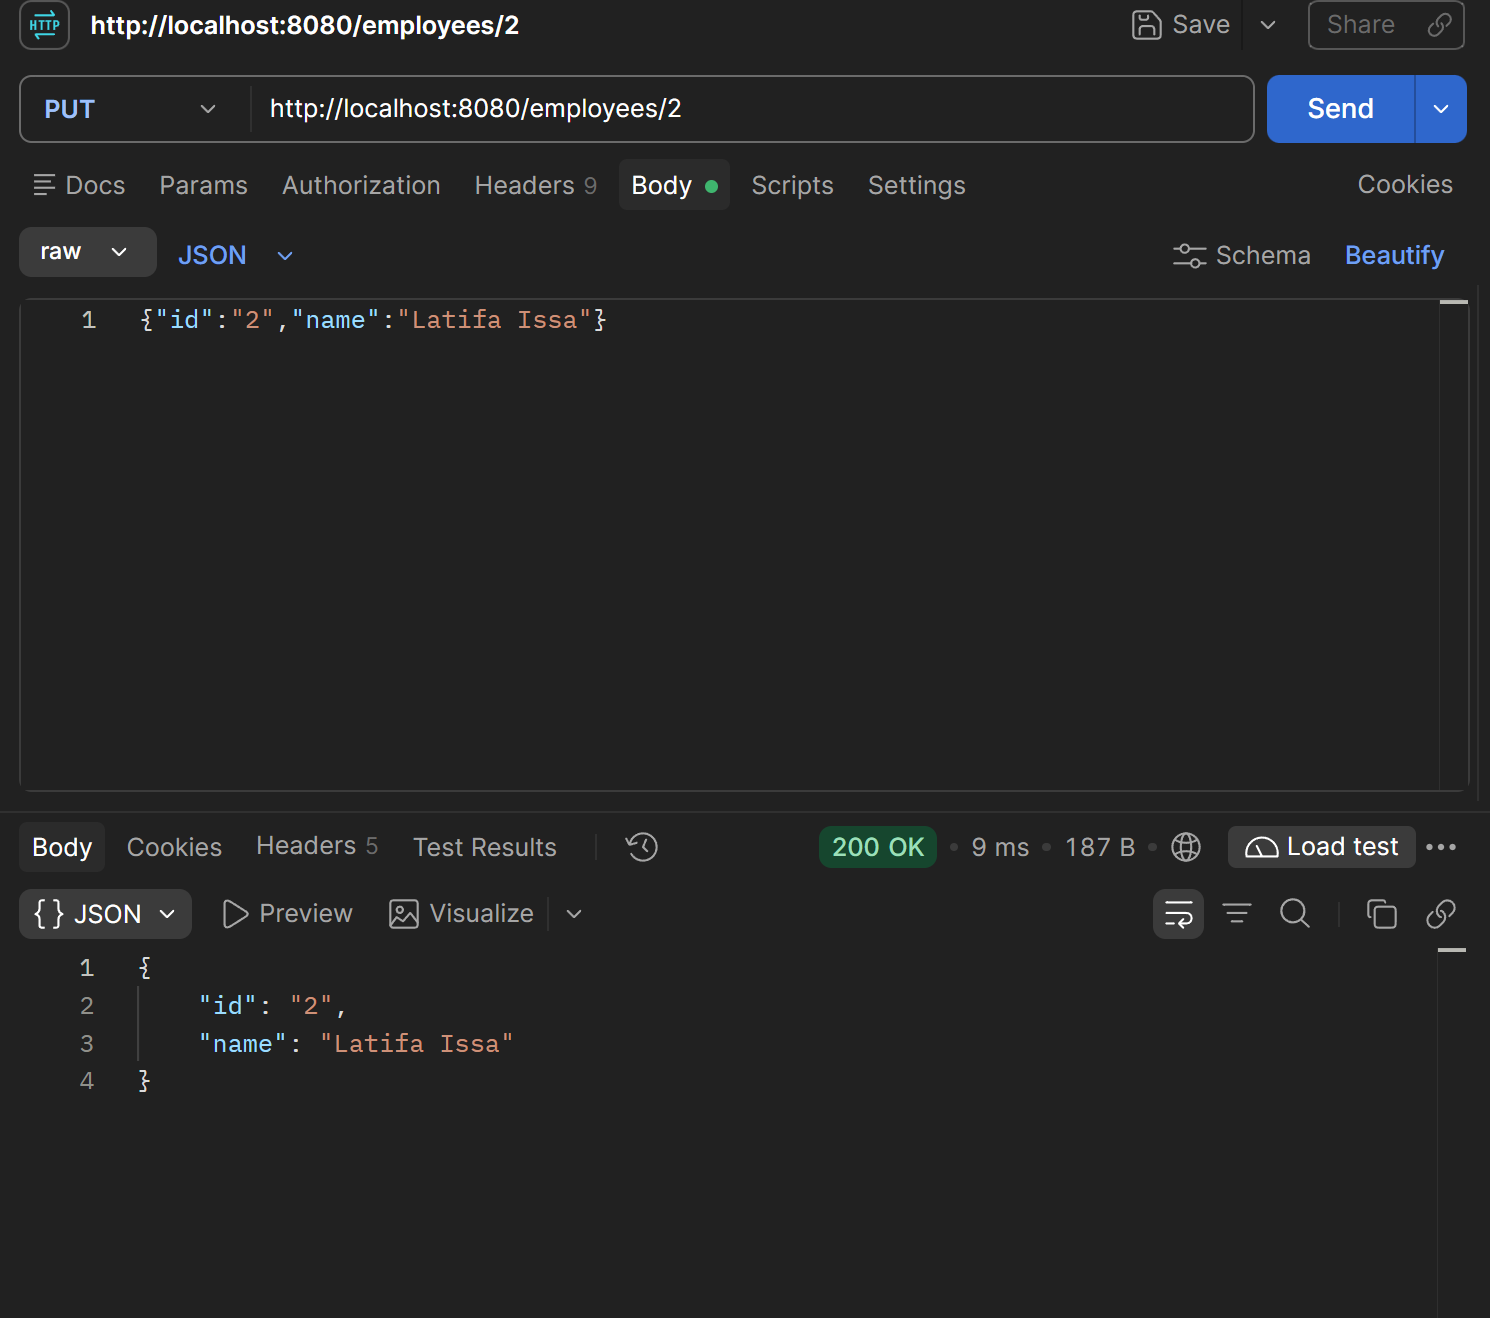 HTTP http://localhost:8080/employees/2 Save Share
PUT http://localhost:8080/employees/2 Send
Docs Params Authorization Headers 9 Body Scripts Settings Cookies
raw JSON Schema Beautify
1 {"id":"2","name":"Latifa Issa"}
Body Cookies Headers 5 Test Results 200 OK • 9 ms • 187 B • Load test
{ } JSON Preview Visualize
1 {
2 "id": "2",
3 "name": "Latifa Issa"
4 }